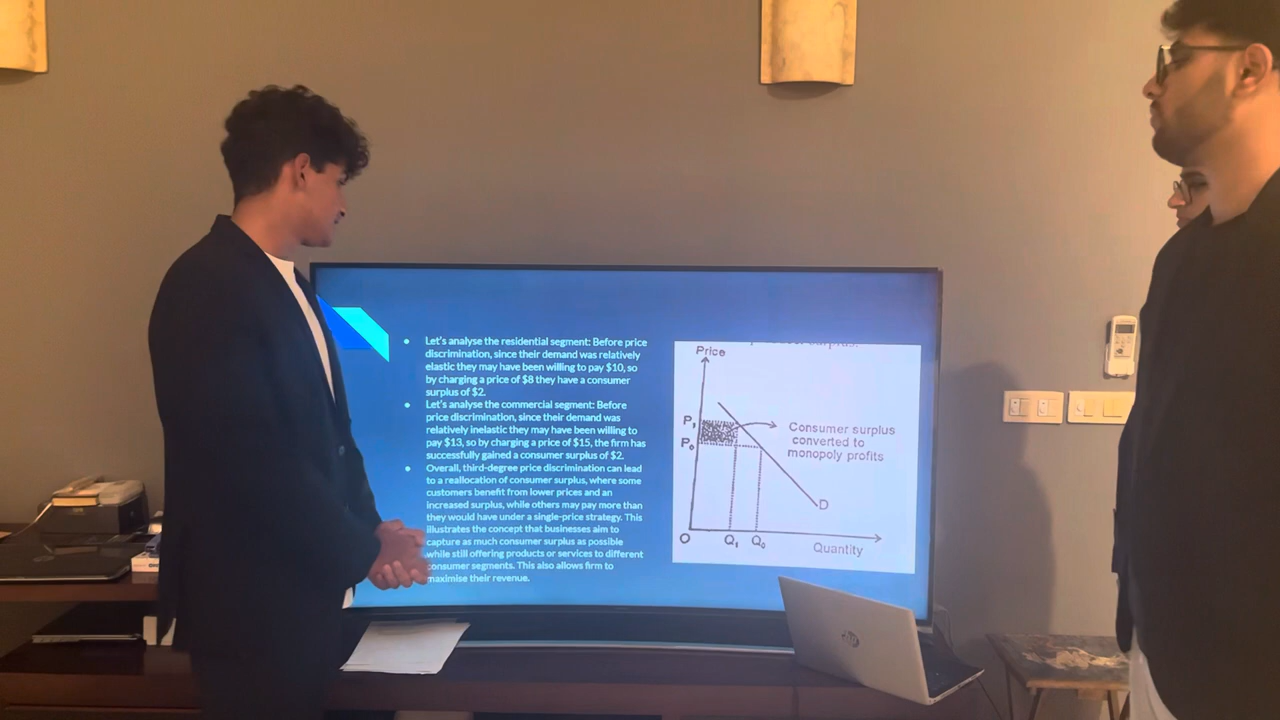 Let's analyse the residential segment: Before price
discrimination, since their demand was relatively
elastic they may have been willing to pay $10, so
by charging a price of $8 they have a consumer
surplus of $2.
Let's analyse the commercial segment: Before
price discrimination, since their demand was
relatively inelastic they may have been willing to
pay $13, so by charging a price of $15, the firm has
successfully gained a consumer surplus of $2.
Overall, third-degree price discrimination can lead
to a reallocation of consumer surplus, where some
customers benefit from lower prices and an
increased surplus, while others may pay more than
they would have under a single-price strategy. This
illustrates the concept that businesses aim to
capture as much consumer surplus as possible
while still offering products or services to different
consumer segments. This also allows firm to
maximise their revenue.
Price
P₁
P₀
Consumer surplus
converted to
monopoly profits
D
O
Q₁
Q₀
Quantity
hp